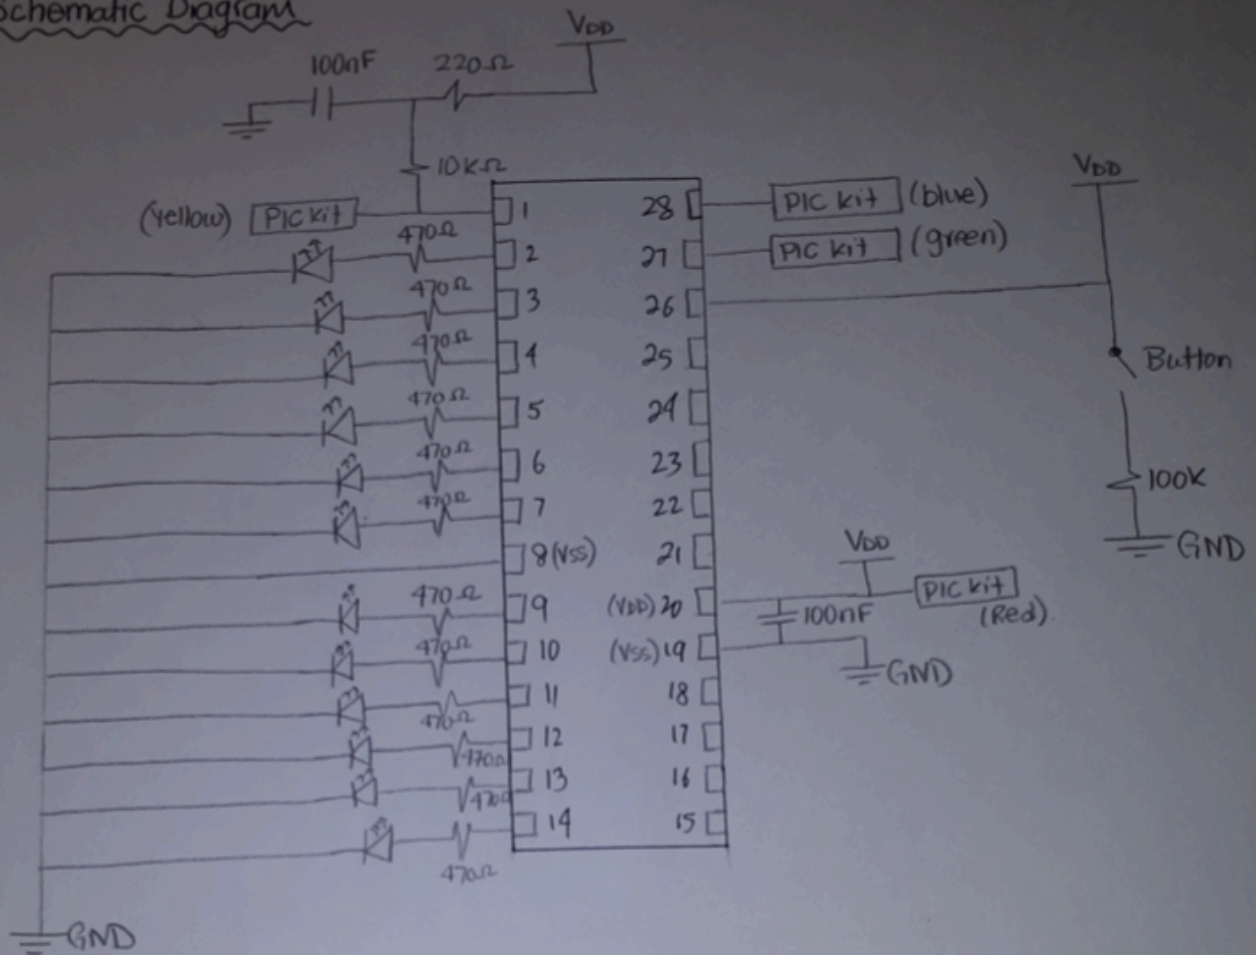 Schematic Diagram
VDD
100nF 220Ω
10KΩ
VDD
(Yellow) PIC kit 1 28 PIC kit (blue)
470Ω 2 27 PIC kit (green)
470Ω 3 26
470Ω 4 25 Button
470Ω 5 24
470Ω 6 23 100K
470Ω 7 22
8 (VSS) 21 VDD GND
470Ω 9 (VDD) 20 100nF PIC kit (Red)
470Ω 10 (VSS) 19 GND
470Ω 11 18
470Ω 12 17
470Ω 13 16
470Ω 14 15
GND